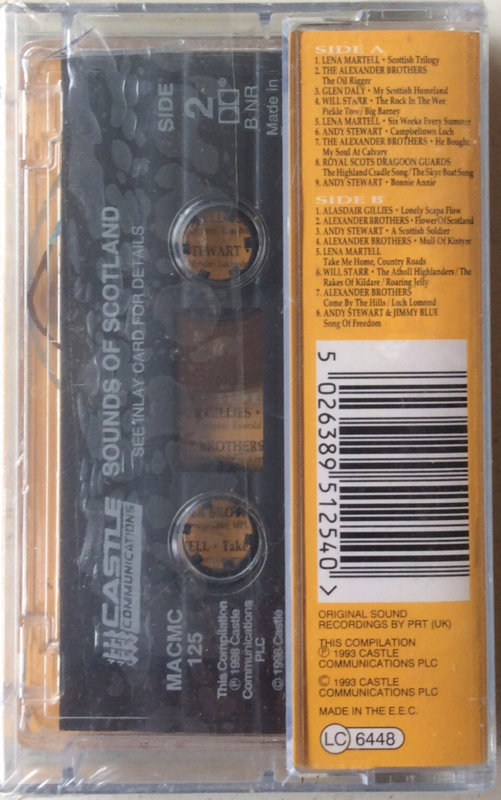 SIDE A
1. LENA MARTELL • Scottish Trilogy
2. THE ALEXANDER BROTHERS
The Oil Rigger
3. GLEN DALY • My Scottish Homeland
4. WILL STARR • The Rock In The Wee
Pickle Tow / Big Barney
5. LENA MARTELL • Six Weeks Every Summer
6. ANDY STEWART • Campbeltown Loch
7. THE ALEXANDER BROTHERS • He Bought
My Soul At Calvary
8. ROYAL SCOTS DRAGOON GUARDS
The Highland Cradle Song / The Skye Boat Song
9. ANDY STEWART • Bonnie Annie
SIDE B
1. ALASDAIR GILLIES • Lonely Scapa Flow
2. ALEXANDER BROTHERS • Flower Of Scotland
3. ANDY STEWART • A Scottish Soldier
4. ALEXANDER BROTHERS • Mull Of Kintyre
5. LENA MARTELL
Take Me Home, Country Roads
6. WILL STARR • The Atholl Highlanders / The
Rakes Of Kildare / Roaring Jelly
7. ALEXANDER BROTHERS
Come By The Hills / Loch Lomond
8. ANDY STEWART & JIMMY BLUE
Song Of Freedom
5 026389 512540 >
ORIGINAL SOUND
RECORDINGS BY PRT (UK)
THIS COMPILATION
℗ 1993 CASTLE
COMMUNICATIONS PLC
© 1993 CASTLE
COMMUNICATIONS PLC
MADE IN THE E.E.C.
LC 6448
CASTLE
COMMUNICATIONS
SOUNDS OF SCOTLAND
SEE INLAY CARD FOR DETAILS
SIDE
2
B.NR
Made in
MACMC
125
This Compilation
℗ 1993 Castle
Communications
PLC
© 1993 Castle
STEWART •
GILLIES •
BROTHERS
TELL • Take